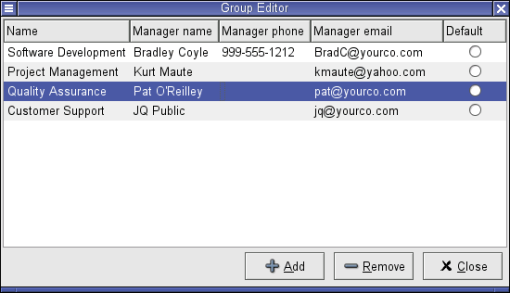 Group Editor
Name Manager name Manager phone Manager email Default
Software Development Bradley Coyle 999-555-1212 BradC@yourco.com
Project Management Kurt Maute kmaute@yahoo.com
Quality Assurance Pat O'Reilley pat@yourco.com
Customer Support JQ Public jq@yourco.com
Add Remove Close